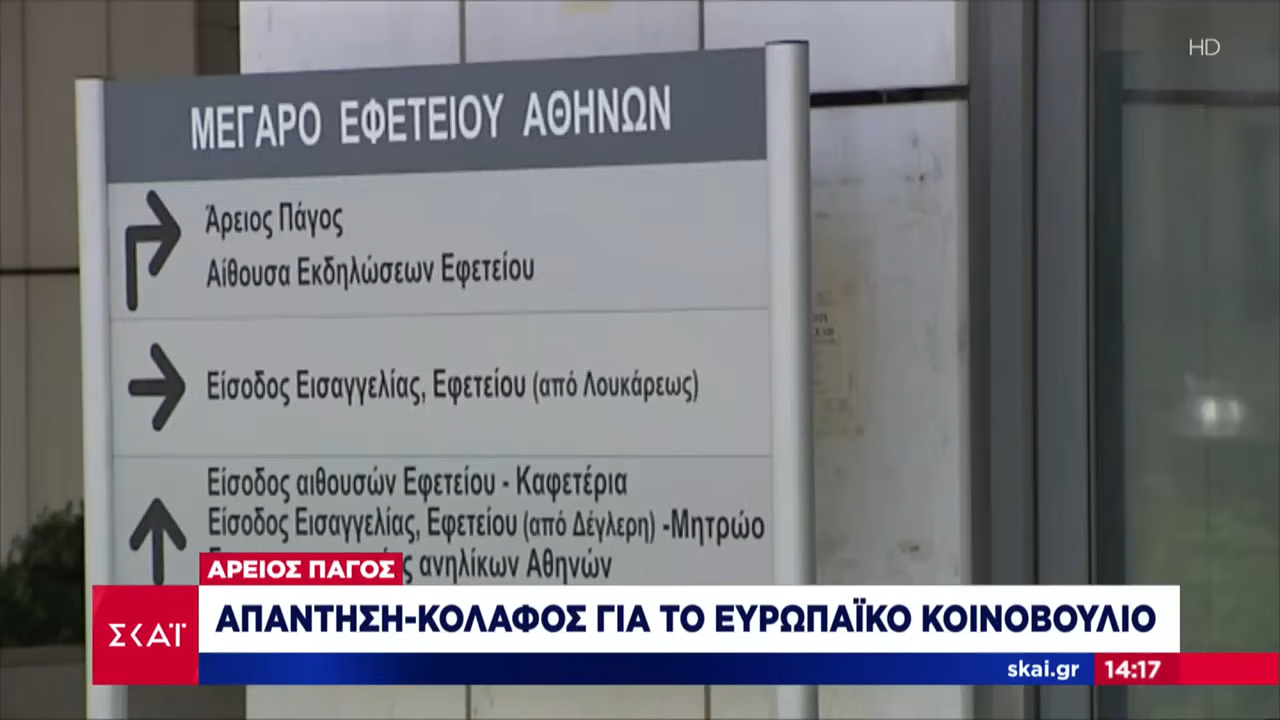 HD
ΜΕΓΑΡΟ ΕΦΕΤΕΙΟΥ ΑΘΗΝΩΝ
Άρειος Πάγος
Αίθουσα Εκδηλώσεων Εφετείου
Είσοδος Εισαγγελίας, Εφετείου (από Λουκάρεως)
Είσοδος αιθουσών Εφετείου - Καφετέρια
Είσοδος Εισαγγελίας, Εφετείου (από Δέγλερη) -Μητρώο
ανηλίκων Αθηνών
ΑΡΕΙΟΣ ΠΑΓΟΣ
ΣΚΑΪ
ΑΠΑΝΤΗΣΗ-ΚΟΛΑΦΟΣ ΓΙΑ ΤΟ ΕΥΡΩΠΑΪΚΟ ΚΟΙΝΟΒΟΥΛΙΟ
skai.gr 14:17